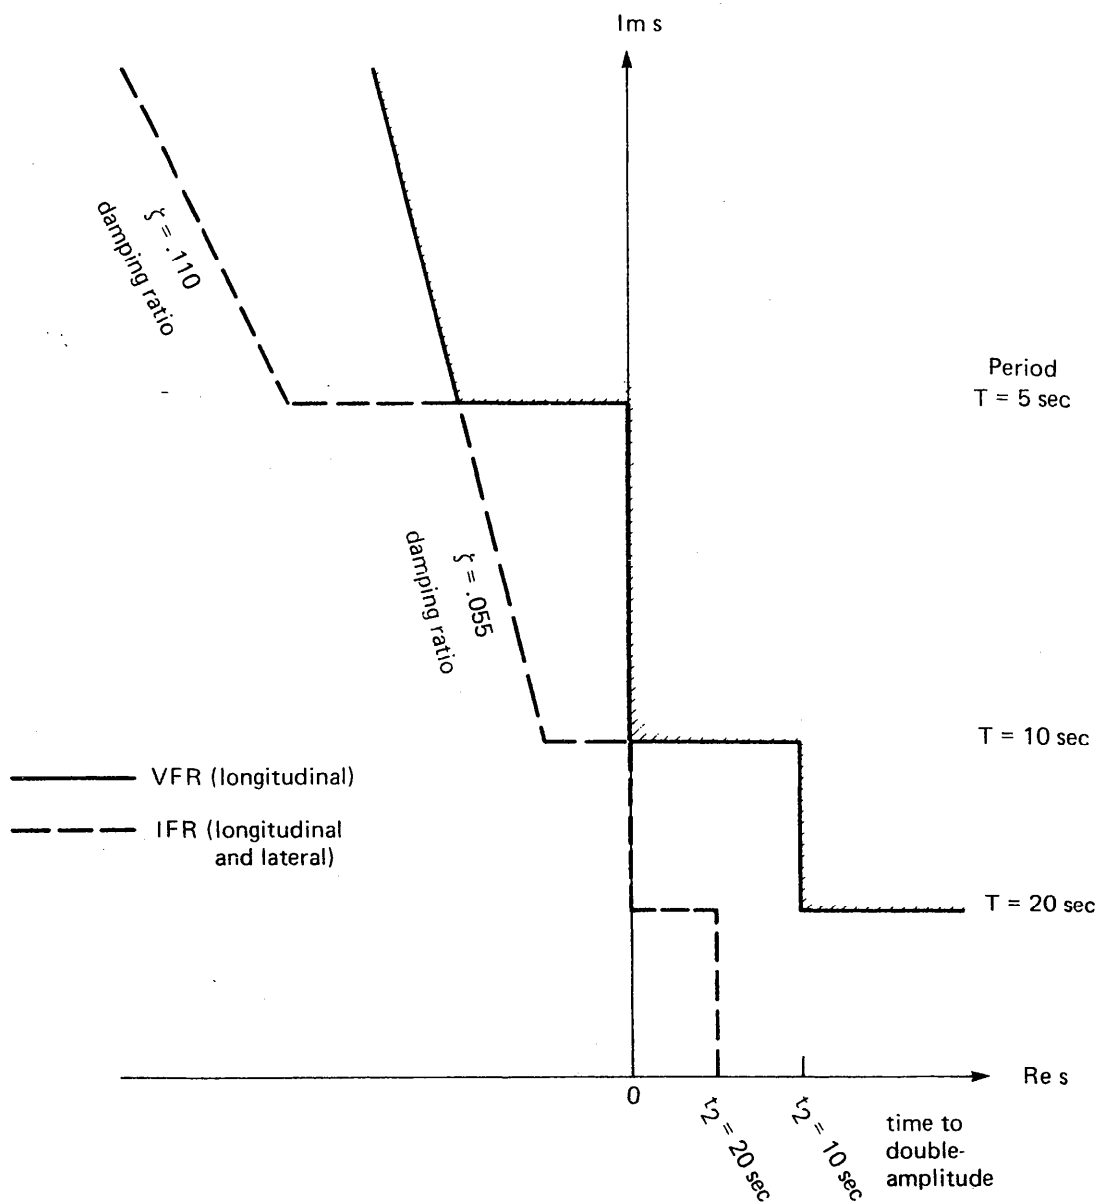 Im s
ζ = .110
damping ratio
Period
T = 5 sec
ζ = .055
damping ratio
T = 10 sec
VFR (longitudinal)
IFR (longitudinal
and lateral)
T = 20 sec
Re s
0
t₂ = 20 sec
t₂ = 10 sec
time to
double-
amplitude